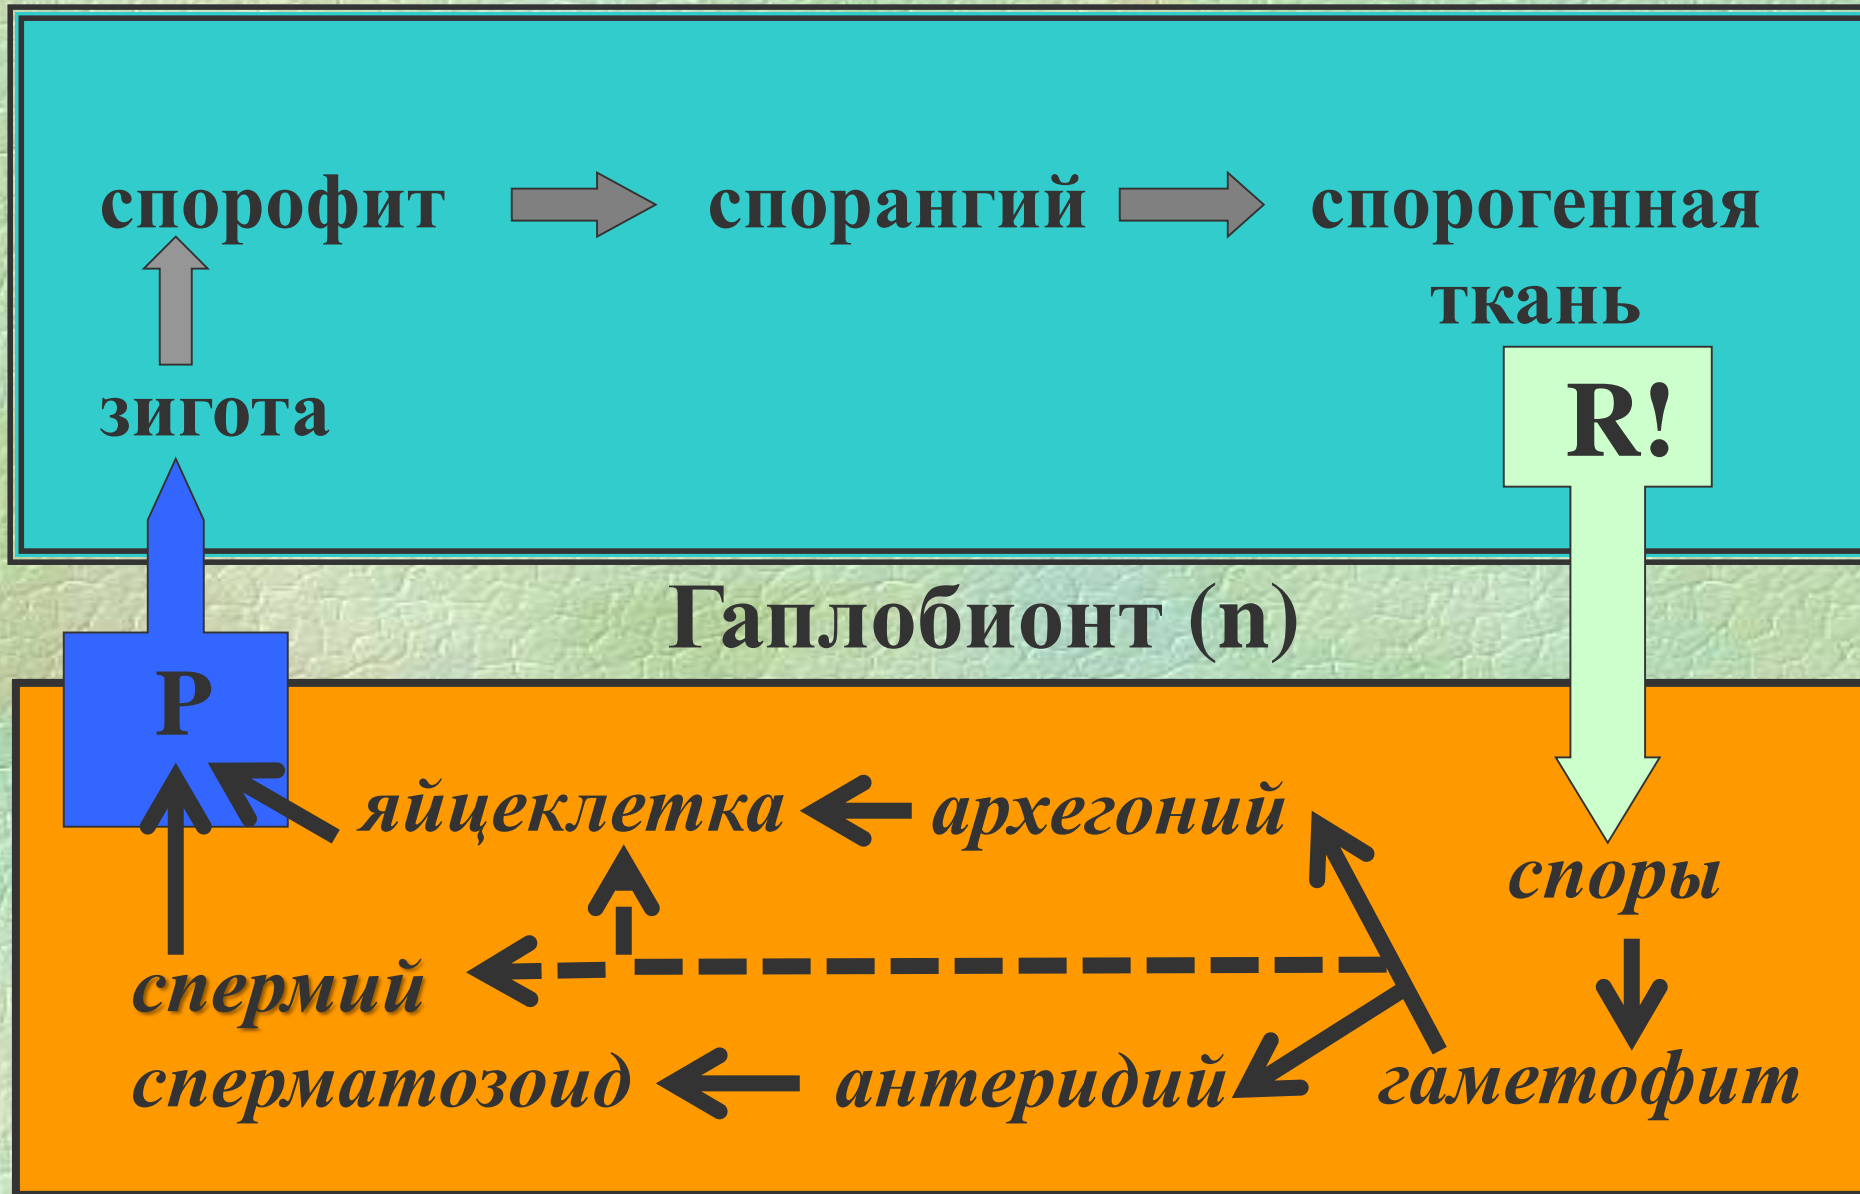 спорофит спорангий спорогенная
ткань
зигота
R!
Гаплобионт (n)
Р
яйцеклетка архегоний
споры
спермий
сперматозоид антеридий гаметофит